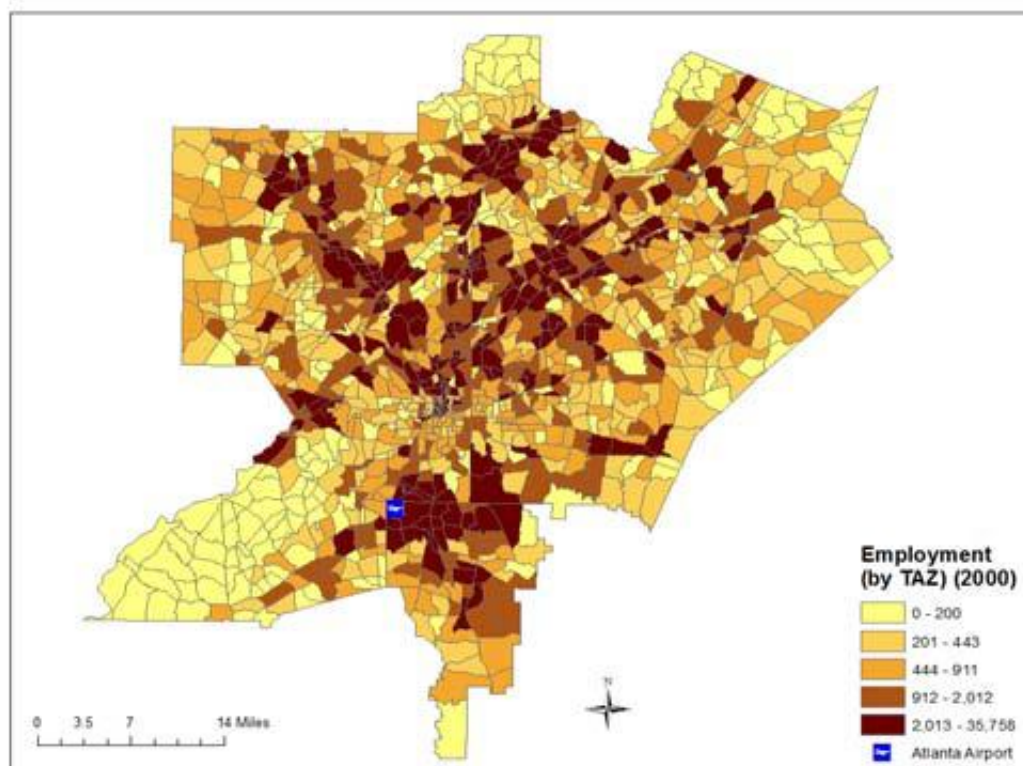 N
0 3.5 7 14 Miles
Employment
(by TAZ) (2000)
0 - 200
201 - 443
444 - 911
912 - 2,012
2,013 - 35,758
Atlanta Airport